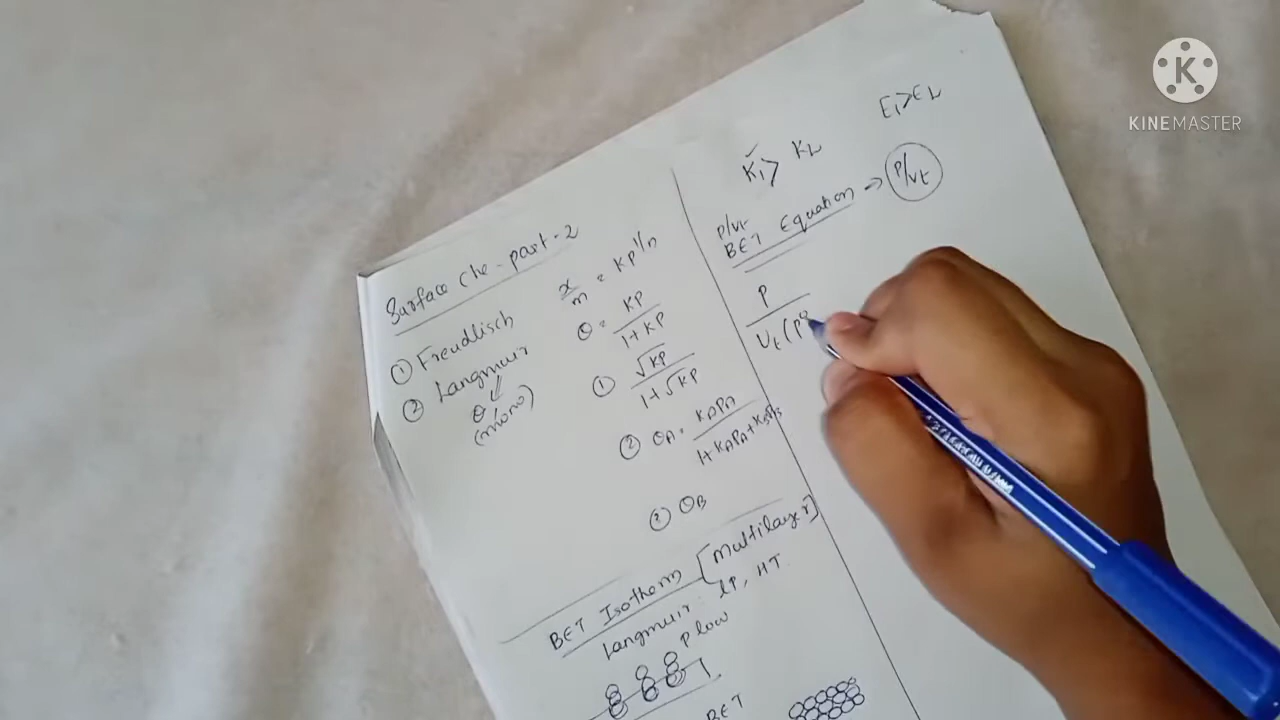 Surface Che - part-2
① Freudlisch
x/m = KP^1/n
② Langmuir
θ = KP / 1+KP
θ
(mono)
① √KP / 1+√KP
② θA = KAPA / 1+KAPA+KBPB
② θB
BET Isotherm [Multilayer]
Langmuir: LP, HT
P low
BET
E1>EL
K1> KL
P/Vt
BET Equation → P/Vt
P
Vt(P°
KINEMASTER